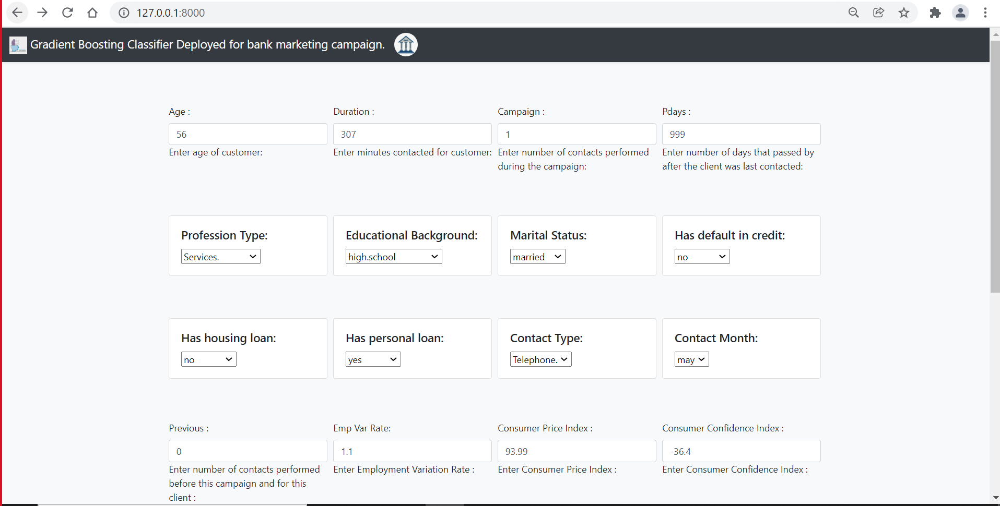 127.0.0.1:8000
Gradient Boosting Classifier Deployed for bank marketing campaign.
Age :
Duration :
Campaign :
Pdays :
56
307
1
999
Enter age of customer:
Enter minutes contacted for customer:
Enter number of contacts performed
during the campaign:
Enter number of days that passed by
after the client was last contacted:
Profession Type:
Services.
Educational Background:
high.school
Marital Status:
married
Has default in credit:
no
Has housing loan:
no
Has personal loan:
yes
Contact Type:
Telephone.
Contact Month:
may
Previous :
Emp Var Rate:
Consumer Price Index :
Consumer Confidence Index :
0
1.1
93.99
-36.4
Enter number of contacts performed
before this campaign and for this
client :
Enter Employment Variation Rate :
Enter Consumer Price Index :
Enter Consumer Confidence Index :